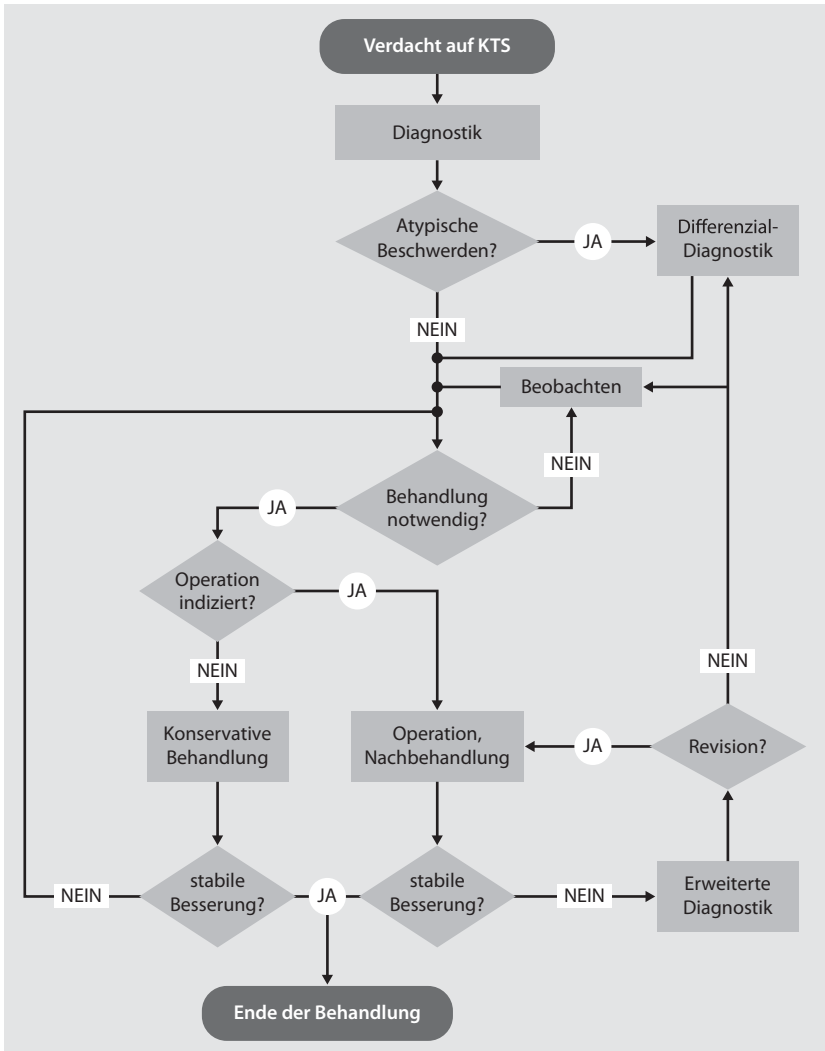 Verdacht auf KTS
Diagnostik
Atypische
Beschwerden?
JA
Differenzial-
Diagnostik
NEIN
Beobachten
NEIN
Behandlung
notwendig?
JA
Operation
indiziert?
JA
NEIN
NEIN
Konservative
Behandlung
Operation,
Nachbehandlung
JA
Revision?
NEIN
stabile
Besserung?
JA
stabile
Besserung?
NEIN
Erweiterte
Diagnostik
Ende der Behandlung